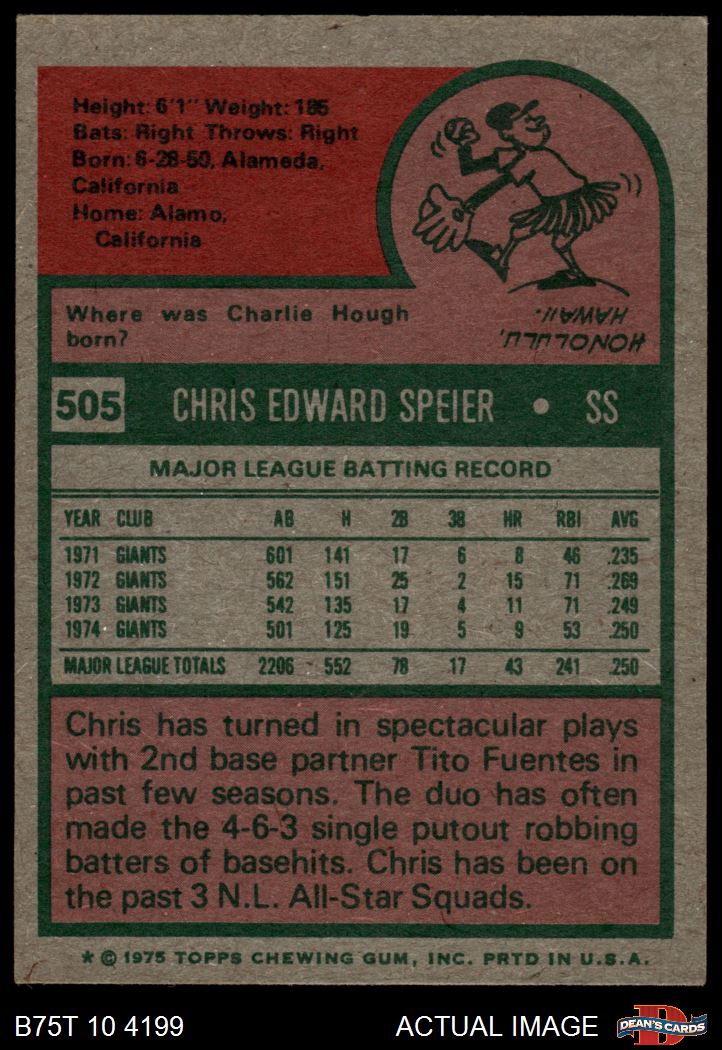 Height: 6'1" Weight: 185
Bats: Right Throws: Right
Born: 6-28-50, Alameda,
California
Home: Alamo,
California
HONOLULU,
HAWAII.
Where was Charlie Hough
born?
505 CHRIS EDWARD SPEIER • SS
MAJOR LEAGUE BATTING RECORD
YEAR CLUB AB H 2B 3B HR RBI AVG
1971 GIANTS 601 141 17 6 8 46 .235
1972 GIANTS 562 151 25 2 15 71 .269
1973 GIANTS 542 135 17 4 11 71 .249
1974 GIANTS 501 125 19 5 9 53 .250
MAJOR LEAGUE TOTALS 2206 552 78 17 43 241 .250
Chris has turned in spectacular plays
with 2nd base partner Tito Fuentes in
past few seasons. The duo has often
made the 4-6-3 single putout robbing
batters of basehits. Chris has been on
the past 3 N.L. All-Star Squads.
* © 1975 TOPPS CHEWING GUM, INC. PRTD IN U.S.A.
B75T 10 4199 ACTUAL IMAGE
DEAN'S CARDS